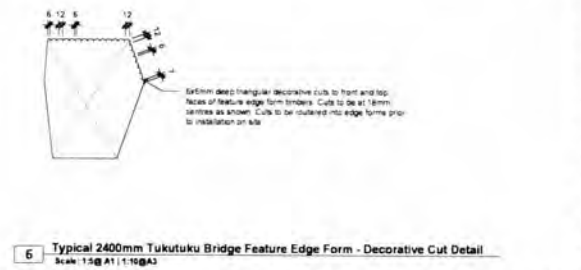 6 12 6 12
12
6
6x6mm deep triangular decorative cuts to front and top
faces of feature edge form timbers. Cuts to be at 18mm
centres as shown. Cuts to be routered into edge forms prior
to installation on site
6 Typical 2400mm Tukutuku Bridge Feature Edge Form - Decorative Cut Detail
Scale: 1:5@ A1 | 1:10@A3